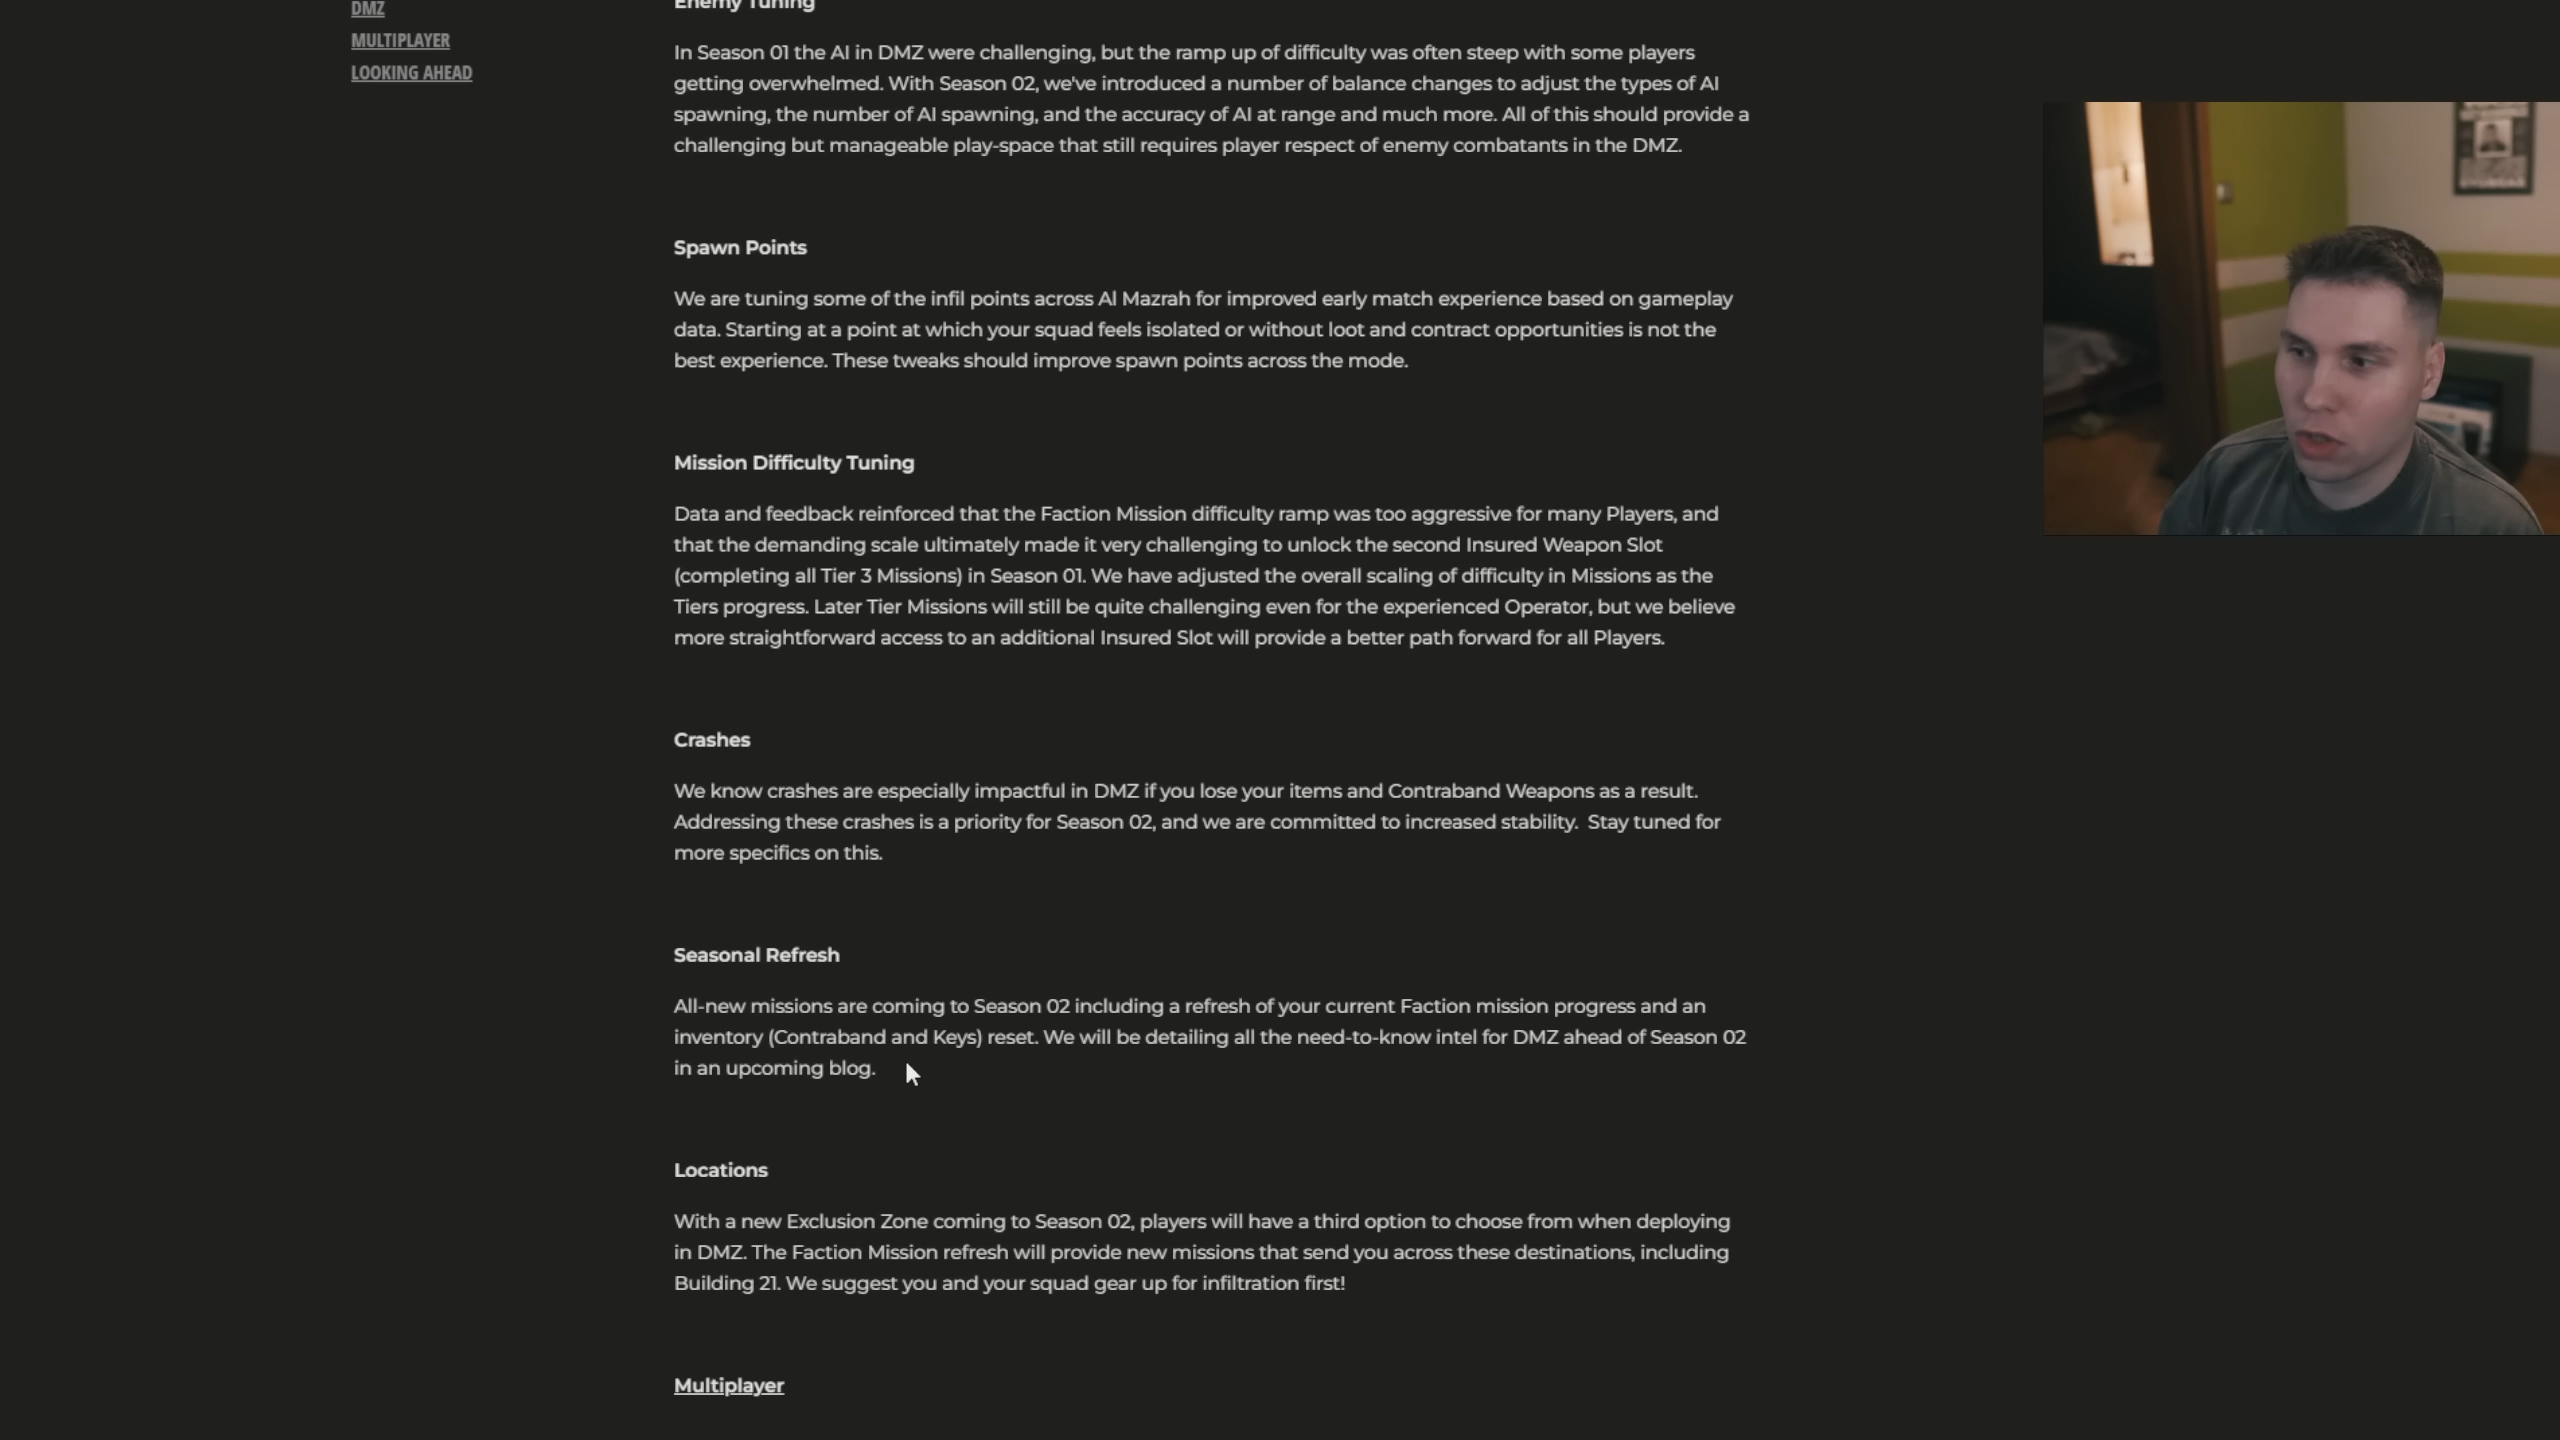 DMZ
MULTIPLAYER
LOOKING AHEAD
Enemy Tuning
In Season 01 the AI in DMZ were challenging, but the ramp up of difficulty was often steep with some players
getting overwhelmed. With Season 02, we've introduced a number of balance changes to adjust the types of AI
spawning, the number of AI spawning, and the accuracy of AI at range and much more. All of this should provide a
challenging but manageable play-space that still requires player respect of enemy combatants in the DMZ.
Spawn Points
We are tuning some of the infil points across Al Mazrah for improved early match experience based on gameplay
data. Starting at a point at which your squad feels isolated or without loot and contract opportunities is not the
best experience. These tweaks should improve spawn points across the mode.
Mission Difficulty Tuning
Data and feedback reinforced that the Faction Mission difficulty ramp was too aggressive for many Players, and
that the demanding scale ultimately made it very challenging to unlock the second Insured Weapon Slot
(completing all Tier 3 Missions) in Season 01. We have adjusted the overall scaling of difficulty in Missions as the
Tiers progress. Later Tier Missions will still be quite challenging even for the experienced Operator, but we believe
more straightforward access to an additional Insured Slot will provide a better path forward for all Players.
Crashes
We know crashes are especially impactful in DMZ if you lose your items and Contraband Weapons as a result.
Addressing these crashes is a priority for Season 02, and we are committed to increased stability.  Stay tuned for
more specifics on this.
Seasonal Refresh
All-new missions are coming to Season 02 including a refresh of your current Faction mission progress and an
inventory (Contraband and Keys) reset. We will be detailing all the need-to-know intel for DMZ ahead of Season 02
in an upcoming blog.
Locations
With a new Exclusion Zone coming to Season 02, players will have a third option to choose from when deploying
in DMZ. The Faction Mission refresh will provide new missions that send you across these destinations, including
Building 21. We suggest you and your squad gear up for infiltration first!
Multiplayer